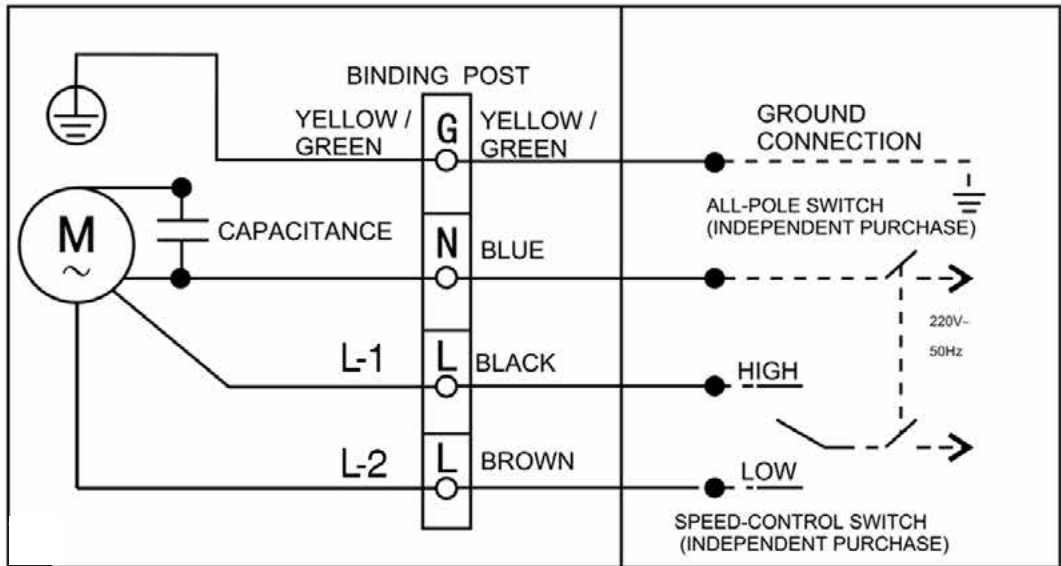 BINDING POST
YELLOW /
GREEN
G
YELLOW /
GREEN
GROUND
CONNECTION
M
~
CAPACITANCE
N
BLUE
ALL-POLE SWITCH
(INDEPENDENT PURCHASE)
220V~
50Hz
L-1
L
BLACK
HIGH
L-2
L
BROWN
LOW
SPEED-CONTROL SWITCH
(INDEPENDENT PURCHASE)